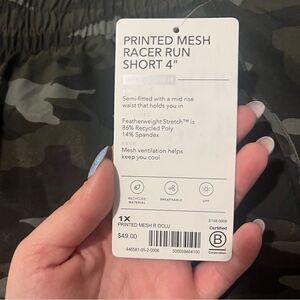 PRINTED MESH
RACER RUN
SHORT 4"
Semi-fitted with a mid rise
waist that holds you in
Featherweight Stretch™ is
86% Recycled Poly
14% Spandex
Mesh ventilation helps
keep you cool
RECYCLED
MATERIAL
BREATHABLE
UPF
1X
PRINTED MESH R OCLU
$49.00
Certified
B
Corporation